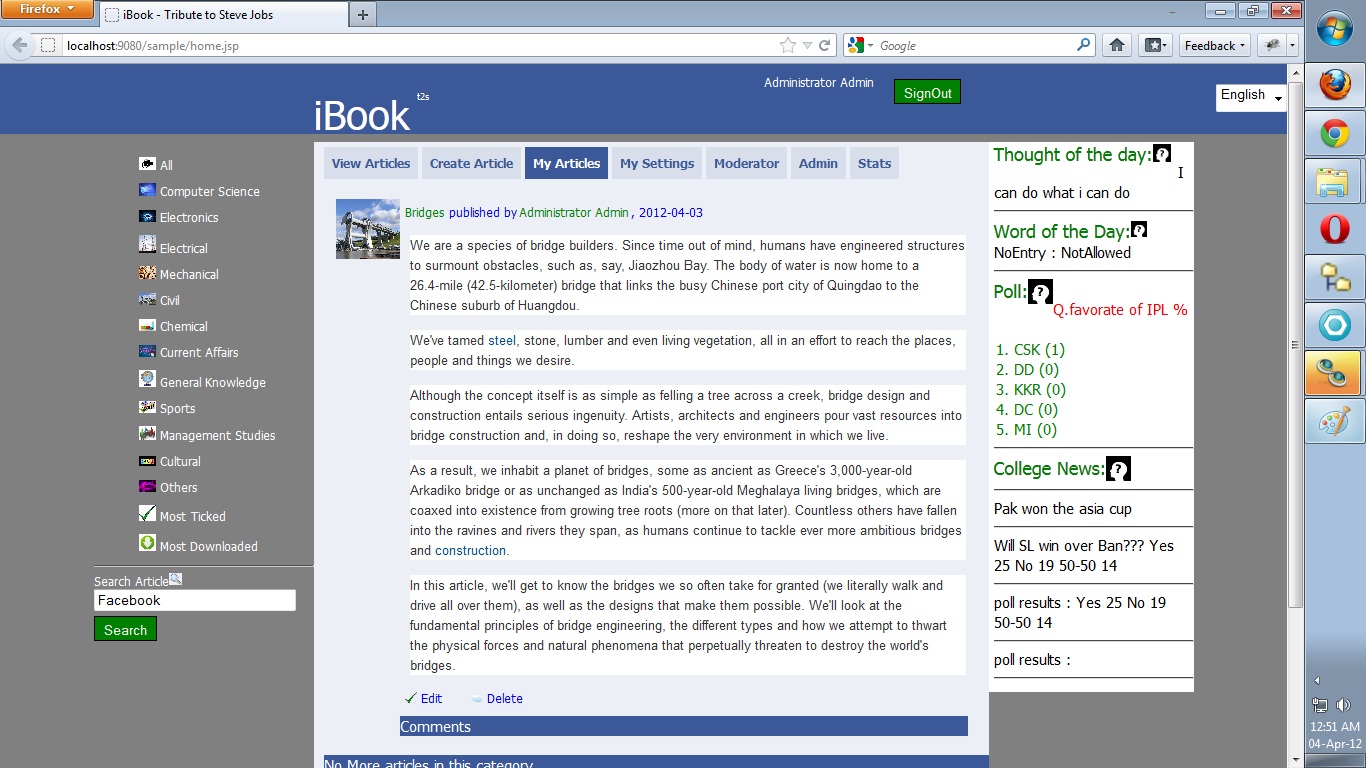 Firefox
iBook - Tribute to Steve Jobs
localhost:9080/sample/home.jsp
Google
Feedback
iBook t2s
Administrator Admin
SignOut
English
All
Computer Science
Electronics
Electrical
Mechanical
Civil
Chemical
Current Affairs
General Knowledge
Sports
Management Studies
Cultural
Others
Most Ticked
Most Downloaded
Search Article
Facebook
Search
View Articles Create Article My Articles My Settings Moderator Admin Stats
Bridges published by Administrator Admin , 2012-04-03
We are a species of bridge builders. Since time out of mind, humans have engineered structures
to surmount obstacles, such as, say, Jiaozhou Bay. The body of water is now home to a
26.4-mile (42.5-kilometer) bridge that links the busy Chinese port city of Quingdao to the
Chinese suburb of Huangdou.
We've tamed steel, stone, lumber and even living vegetation, all in an effort to reach the places,
people and things we desire.
Although the concept itself is as simple as felling a tree across a creek, bridge design and
construction entails serious ingenuity. Artists, architects and engineers pour vast resources into
bridge construction and, in doing so, reshape the very environment in which we live.
As a result, we inhabit a planet of bridges, some as ancient as Greece's 3,000-year-old
Arkadiko bridge or as unchanged as India's 500-year-old Meghalaya living bridges, which are
coaxed into existence from growing tree roots (more on that later). Countless others have fallen
into the ravines and rivers they span, as humans continue to tackle ever more ambitious bridges
and construction.
In this article, we'll get to know the bridges we so often take for granted (we literally walk and
drive all over them), as well as the designs that make them possible. We'll look at the
fundamental principles of bridge engineering, the different types and how we attempt to thwart
the physical forces and natural phenomena that perpetually threaten to destroy the world's
bridges.
Edit Delete
Comments
No More articles in this category
Thought of the day:
I
can do what i can do
Word of the Day:
NoEntry : NotAllowed
Poll:
Q.favorate of IPL %
1. CSK (1)
2. DD (0)
3. KKR (0)
4. DC (0)
5. MI (0)
College News:
Pak won the asia cup
Will SL win over Ban??? Yes
25 No 19 50-50 14
poll results : Yes 25 No 19
50-50 14
poll results :
12:51 AM
04-Apr-12